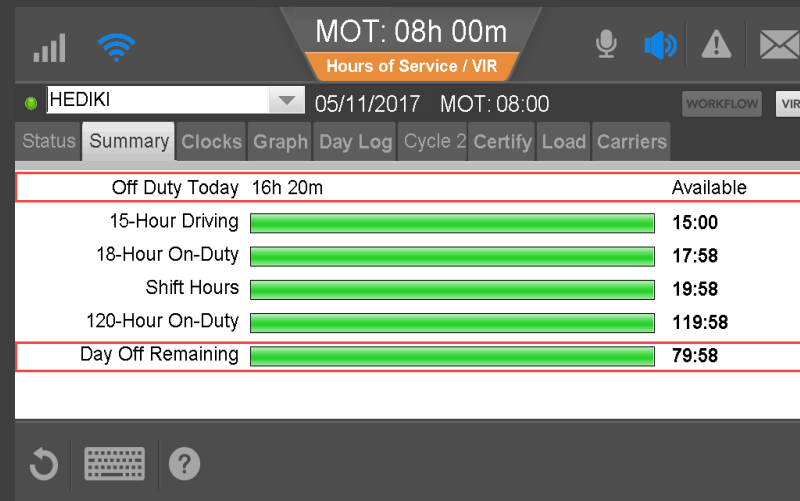 MOT: 08h 00m
Hours of Service / VIR
HEDIKI 05/11/2017 MOT: 08:00 WORKFLOW VIR
Status Summary Clocks Graph Day Log Cycle 2 Certify Load Carriers
Off Duty Today 16h 20m Available
15-Hour Driving 15:00
18-Hour On-Duty 17:58
Shift Hours 19:58
120-Hour On-Duty 119:58
Day Off Remaining 79:58
?